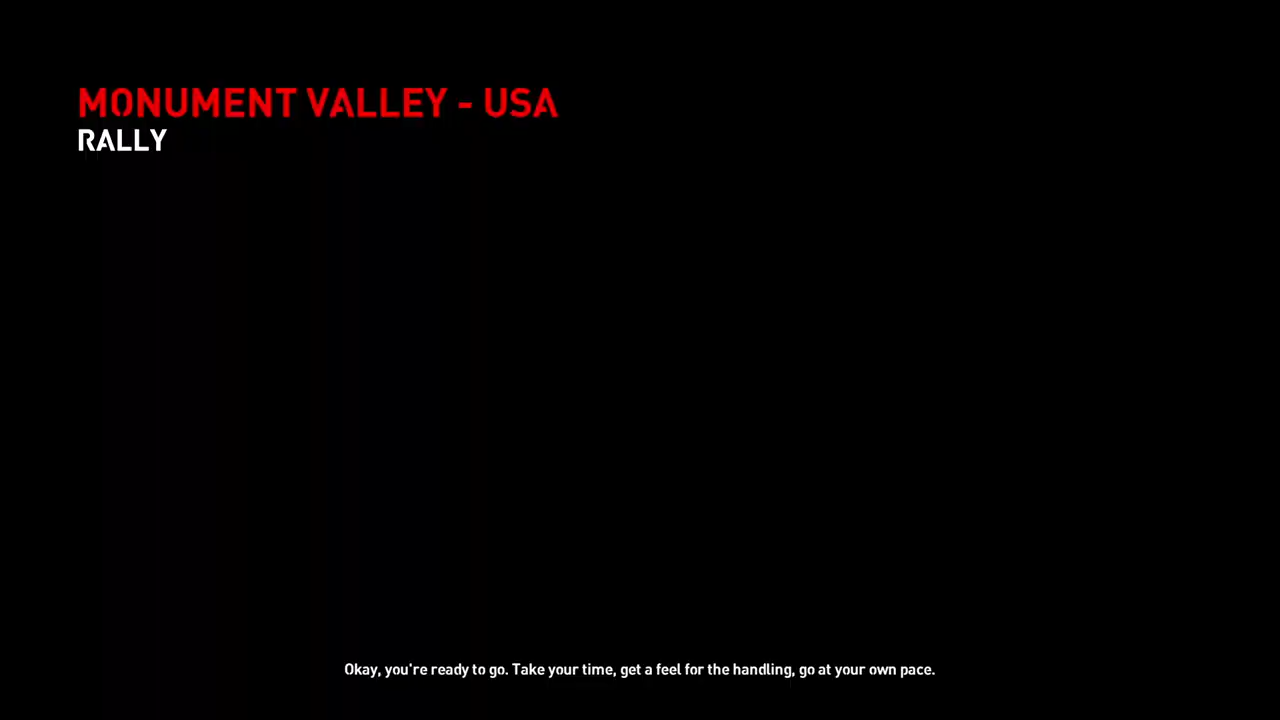 MONUMENT VALLEY - USA
RALLY
Okay, you're ready to go. Take your time, get a feel for the handling, go at your own pace.